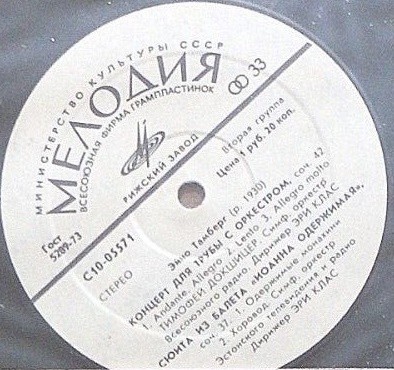 МИНИСТЕРСТВО КУЛЬТУРЫ СССР
МЕЛОДИЯ
ВСЕСОЮЗНАЯ ФИРМА ГРАМПЛАСТИНОК
33
РИЖСКИЙ ЗАВОД
Гост
5289-73
С10-05571
СТЕРЕО
Вторая группа
Цена 1 руб. 20 коп.
Эйно Тамберг (р. 1930)
КОНЦЕРТ ДЛЯ ТРУБЫ С ОРКЕСТРОМ, соч. 42
1. Andante, Allegro 2. Lento 3. Allegro molto
ТИМОФЕЙ ДОКШИЦЕР. Симф. оркестр
Всесоюзного радио. Дирижер ЭРИ КЛАС
СЮИТА ИЗ БАЛЕТА «ИОАННА ОДЕРЖИМАЯ»,
соч. 37. 1. Одержимые монахини
2. Хоровод. Симф. оркестр
Эстонского телевидения и радио
Дирижер ЭРИ КЛАС